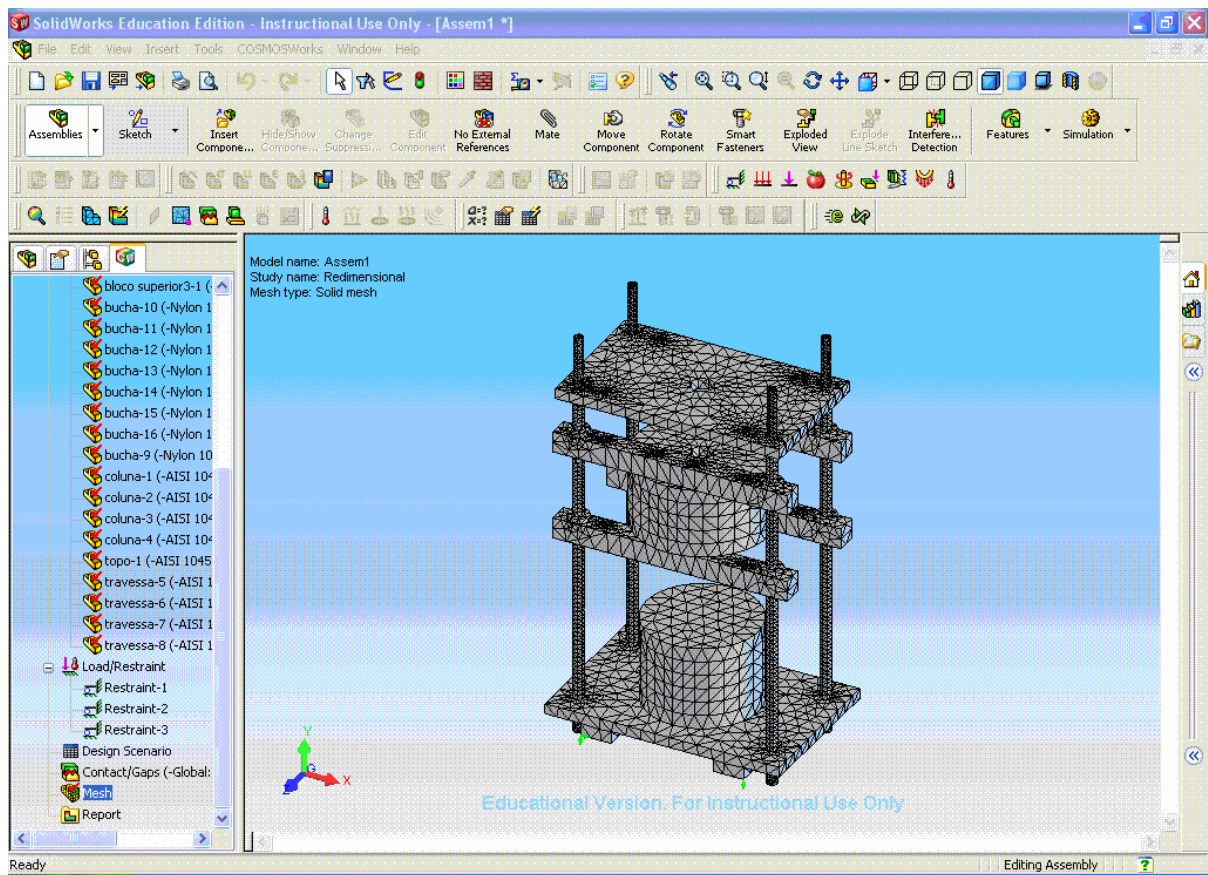 SolidWorks Education Edition - Instructional Use Only - [Assem1 *]
File Edit View Insert Tools COSMOSWorks Window Help
Assemblies
Sketch
Insert Compone...
Hide/Show Compone...
Change Suppressi...
Edit Component
No External References
Mate
Move Component
Rotate Component
Smart Fasteners
Exploded View
Explode Line Sketch
Interfere... Detection
Features
Simulation
bloco superior3-1 (-
bucha-10 (-Nylon 1
bucha-11 (-Nylon 1
bucha-12 (-Nylon 1
bucha-13 (-Nylon 1
bucha-14 (-Nylon 1
bucha-15 (-Nylon 1
bucha-16 (-Nylon 1
bucha-9 (-Nylon 10
coluna-1 (-AISI 104
coluna-2 (-AISI 104
coluna-3 (-AISI 104
coluna-4 (-AISI 104
topo-1 (-AISI 1045
travessa-5 (-AISI 1
travessa-6 (-AISI 1
travessa-7 (-AISI 1
travessa-8 (-AISI 1
Load/Restraint
Restraint-1
Restraint-2
Restraint-3
Design Scenario
Contact/Gaps (-Global:
Mesh
Report
Model name: Assem1
Study name: Redimensional
Mesh type: Solid mesh
Y
X
Z
Educational Version. For Instructional Use Only
Ready
Editing Assembly